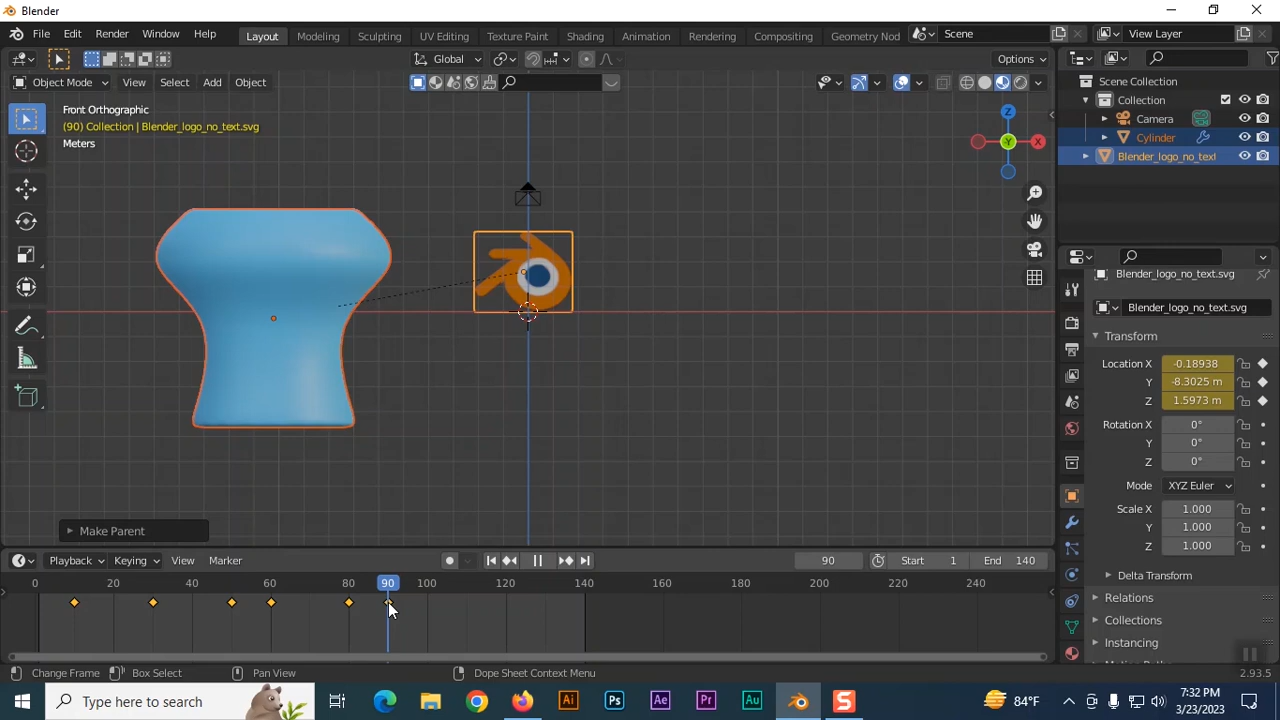 Blender
File Edit Render Window Help
Layout Modeling Sculpting UV Editing Texture Paint Shading Animation Rendering Compositing Geometry Nod
Scene View Layer
Global Options
Object Mode View Select Add Object
Front Orthographic
(90) Collection | Blender_logo_no_text.svg
Meters
Z
Y
X
Scene Collection
Collection
Camera
Cylinder
Blender_logo_no_text
Blender_logo_no_text.svg
Blender_logo_no_text.svg
Transform
Location X -0.18938
Y -8.3025 m
Z 1.5973 m
Rotation X 0°
Y 0°
Z 0°
Mode XYZ Euler
Scale X 1.000
Y 1.000
Z 1.000
Delta Transform
Relations
Collections
Instancing
Make Parent
Playback Keying View Marker 90 Start 1 End 140
0 20 40 60 80 90 100 120 140 160 180 200 220 240
Change Frame Box Select Pan View Dope Sheet Context Menu 2.93.5
Type here to search
Ai Ps Ae Pr Au S
84°F
7:32 PM
3/23/2023